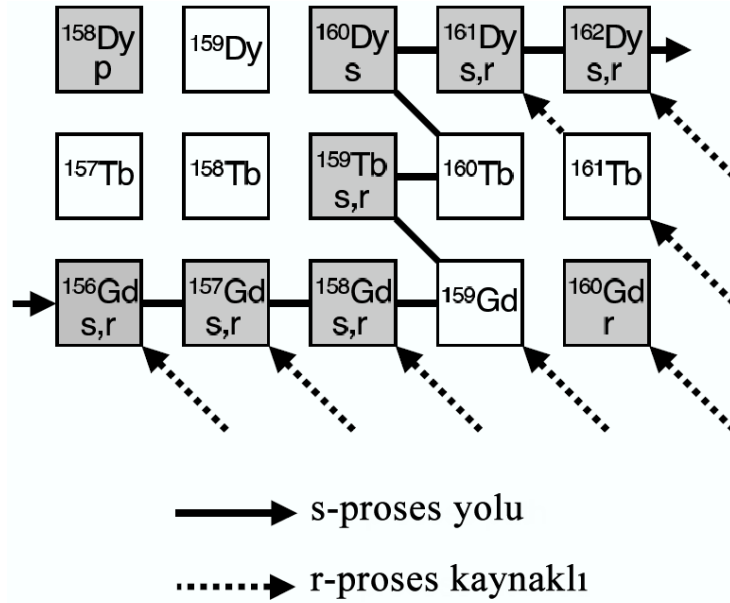 ¹⁵⁸Dy ¹⁵⁹Dy ¹⁶⁰Dy ¹⁶¹Dy ¹⁶²Dy
p s s,r s,r
¹⁵⁷Tb ¹⁵⁸Tb ¹⁵⁹Tb ¹⁶⁰Tb ¹⁶¹Tb
s,r
¹⁵⁶Gd ¹⁵⁷Gd ¹⁵⁸Gd ¹⁵⁹Gd ¹⁶⁰Gd
s,r s,r s,r r
s-proses yolu
r-proses kaynaklı